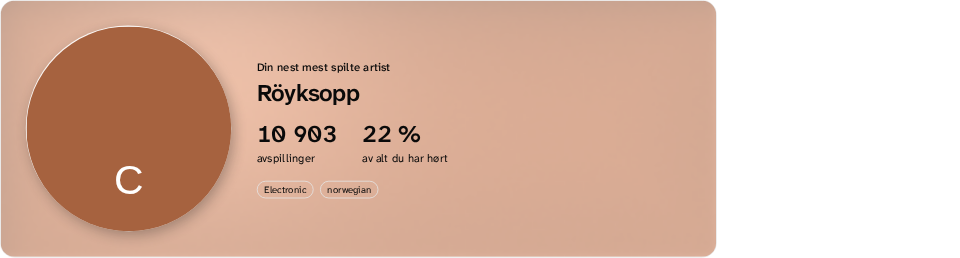 Din nest mest spilte artist
Röyksopp
10 903 22 %
avspillinger av alt du har hørt
Electronic norwegian
C